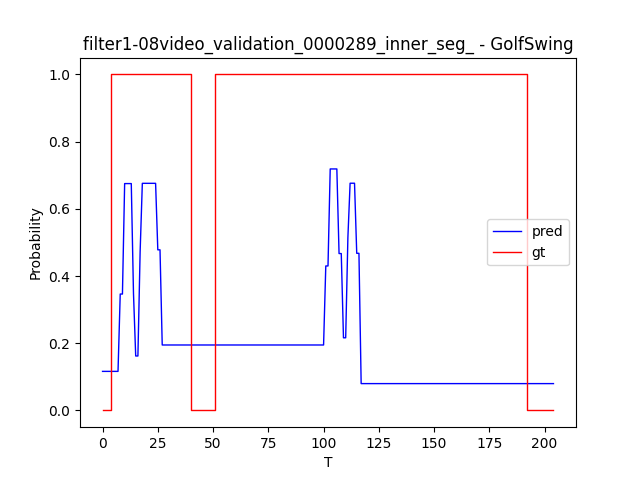 filter1-08video_validation_0000289_inner_seg_ - GolfSwing
1.0
0.8
0.6
0.4
0.2
0.0
Probability
pred
gt
0 25 50 75 100 125 150 175 200
T